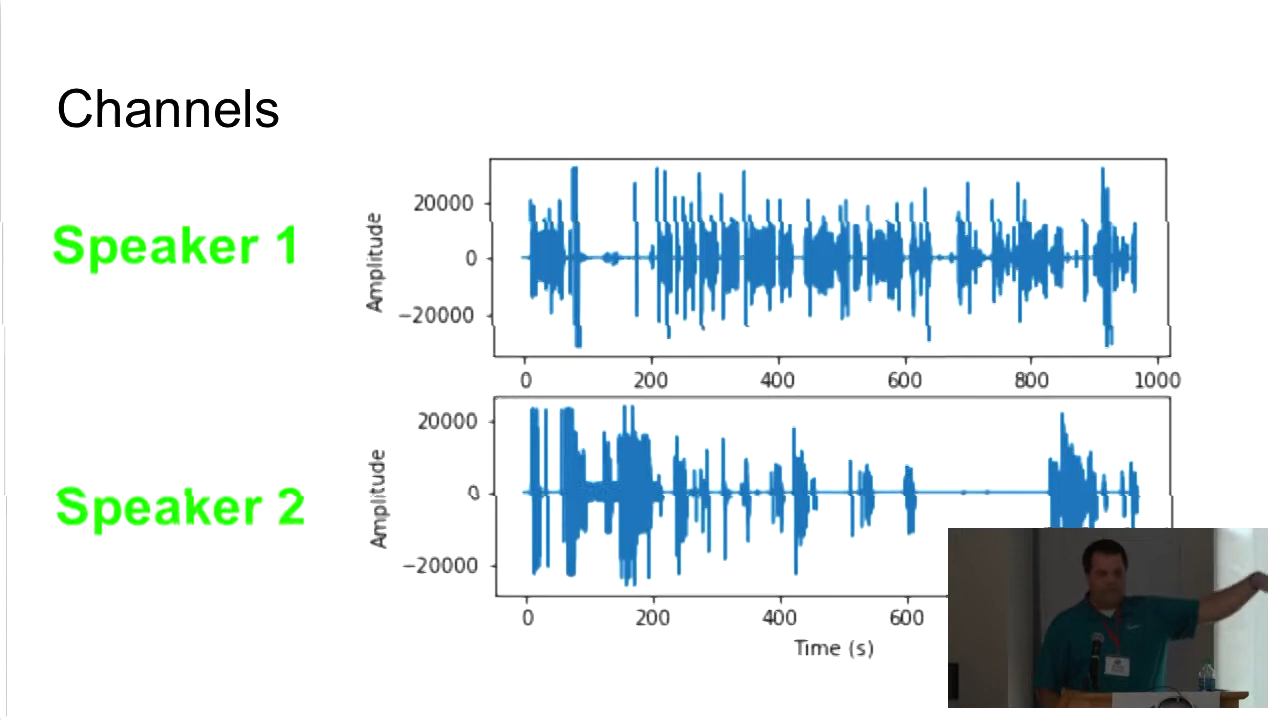 Channels
Speaker 1
Amplitude
20000
0
−20000
0 200 400 600 800 1000
Speaker 2
Amplitude
20000
0
−20000
0 200 400 600
Time (s)